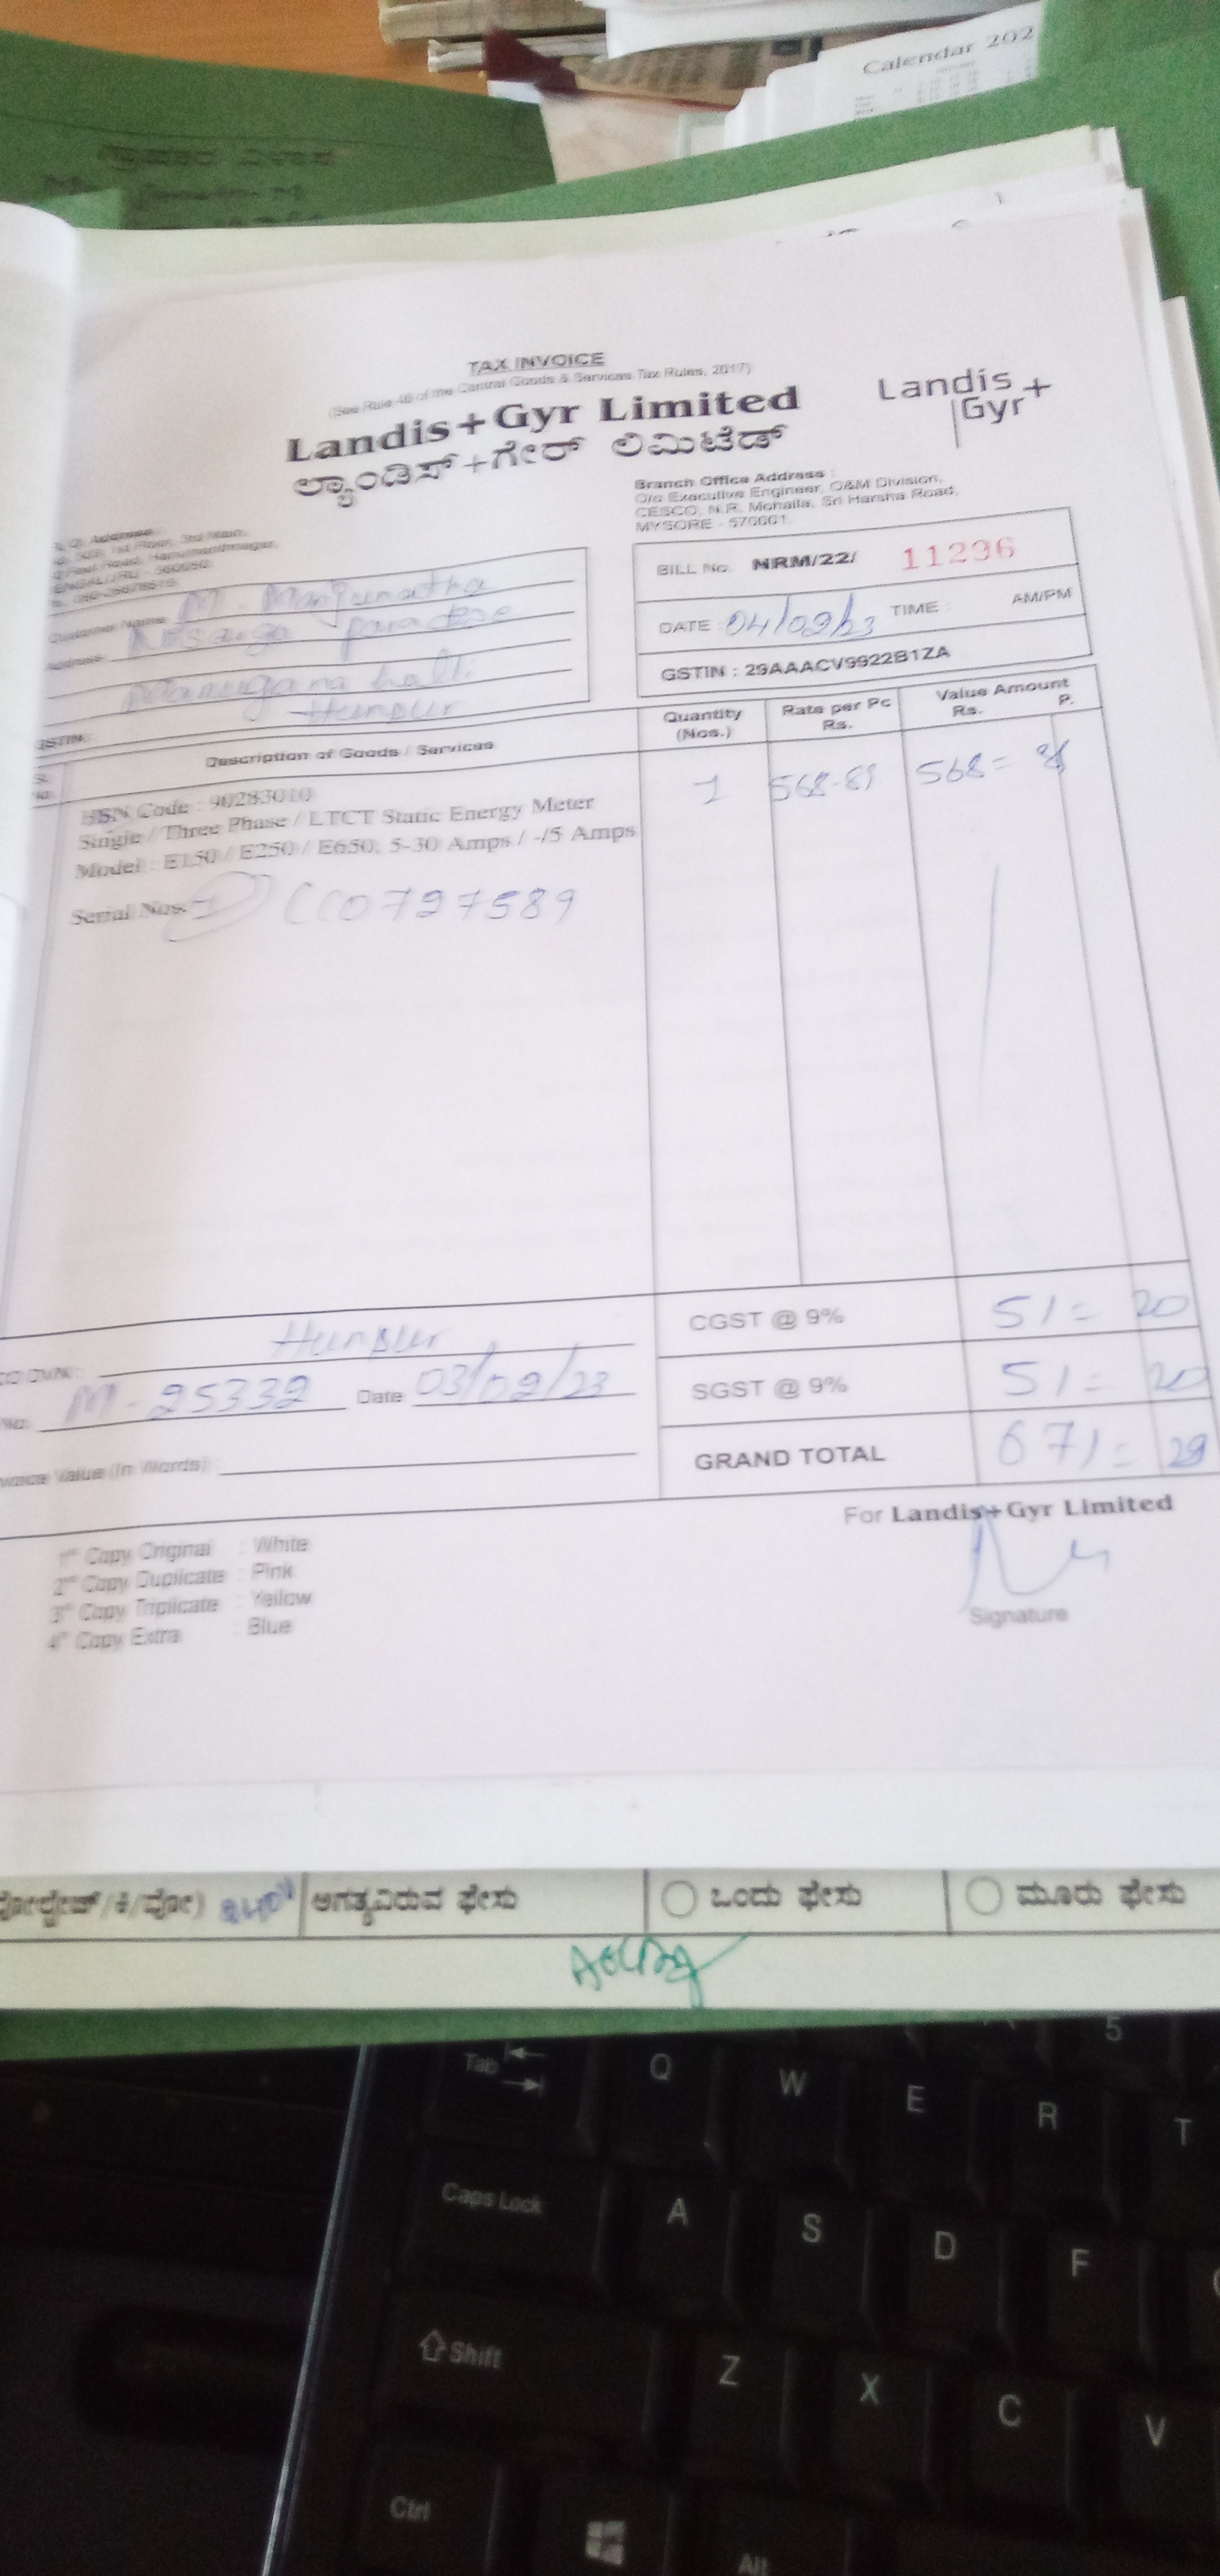 Calendar 202
TAX INVOICE
(See Rule 46 of the Central Goods & Services Tax Rules, 2017)
Landis+Gyr Limited
ಲ್ಯಾಂಡಿಸ್+ಗೇರ್ ಲಿಮಿಟೆಡ್
Landis
Gyr+
Branch Office Address :
O/o Executive Engineer, O&M Division,
CESCO, N.R. Mohalla, Sri Harsha Road,
MYSORE - 570001.
Address :
BILL No. NRM/22/ 11296
DATE 04/02/23 TIME : AM/PM
GSTIN : 29AAACV9922B1ZA
Customer Name M. Manjunatha
Address
Hunsur
GSTIN:
Description of Goods / Services
Quantity (Nos.)
Rate per Pc Rs.
Value Amount Rs. P.
HSN Code : 90283010
Single / Three Phase / LTCT Static Energy Meter
Model : E150 / E250 / E650, 5-30 Amps / -/5 Amps
1 568-81 568=81
Serial Nos. CC0727589
CGST @ 9% 51=20
Hunsur
SGST @ 9% 51=20
M-25332 Date 03/02/23
GRAND TOTAL 671=29
Value (In Words) :
For Landis+Gyr Limited
1st Copy Original : White
2nd Copy Duplicate : Pink
3rd Copy Triplicate : Yellow
4th Copy Extra : Blue
Signature
ಅಗತ್ಯವಿರುವ ಫೇಸು ಒಂದು ಫೇಸು ಮೂರು ಫೇಸು
5
Tab Q W E R T
Caps Lock A S D F
Shift Z X C V
Ctrl Alt